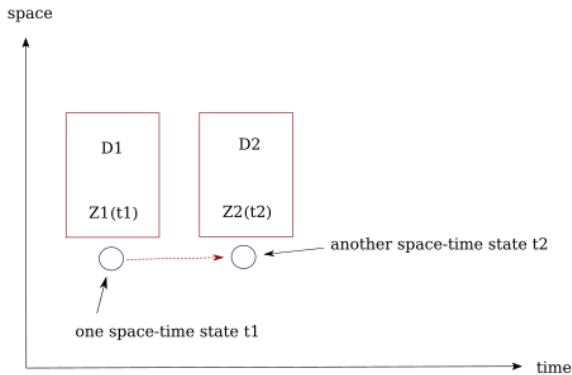 space
D1
D2
Z1(t1)
Z2(t2)
another space-time state t2
one space-time state t1
time